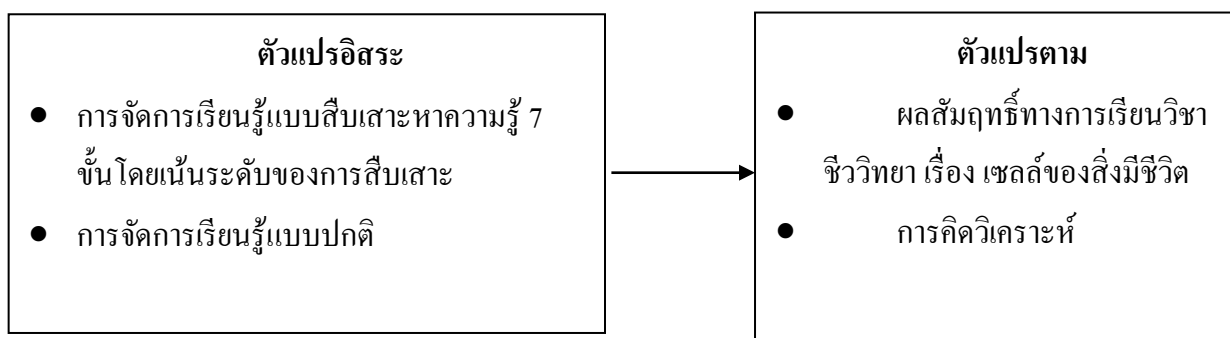 ตัวแปรอิสระ
● การจัดการเรียนรู้แบบสืบเสาะหาความรู้ 7
ขั้นโดยเน้นระดับของการสืบเสาะ
● การจัดการเรียนรู้แบบปกติ
ตัวแปรตาม
● ผลสัมฤทธิ์ทางการเรียนวิชา
ชีววิทยา เรื่อง เซลล์ของสิ่งมีชีวิต
● การคิดวิเคราะห์